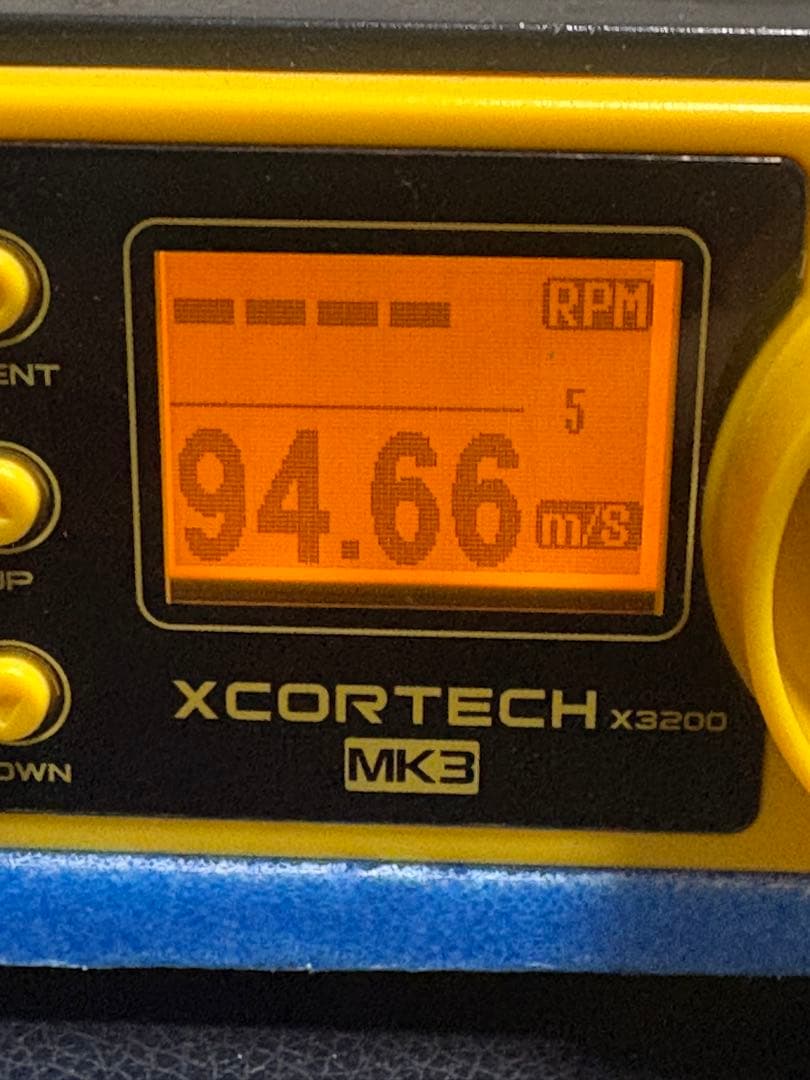 ---- RPM
5
94.66 m/s
ENT
UP
DOWN
XCORTECH X3200
MK3